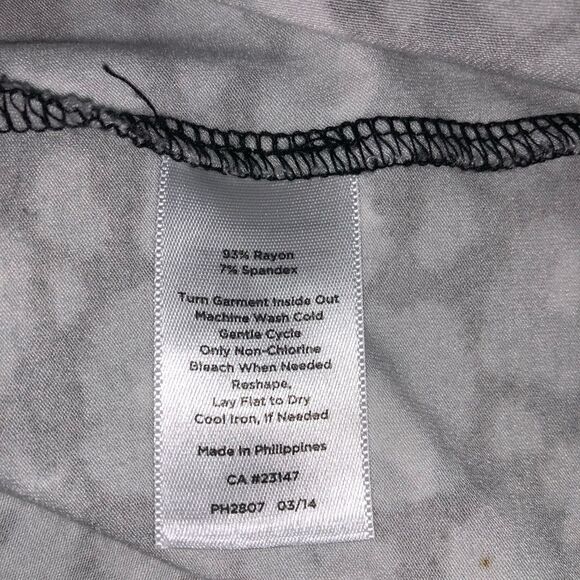 93% Rayon
7% Spandex
Turn Garment Inside Out
Machine Wash Cold
Gentle Cycle
Only Non-Chlorine
Bleach When Needed
Reshape,
Lay Flat to Dry
Cool Iron, If Needed
Made in Philippines
CA #23147
PH2807 03/14